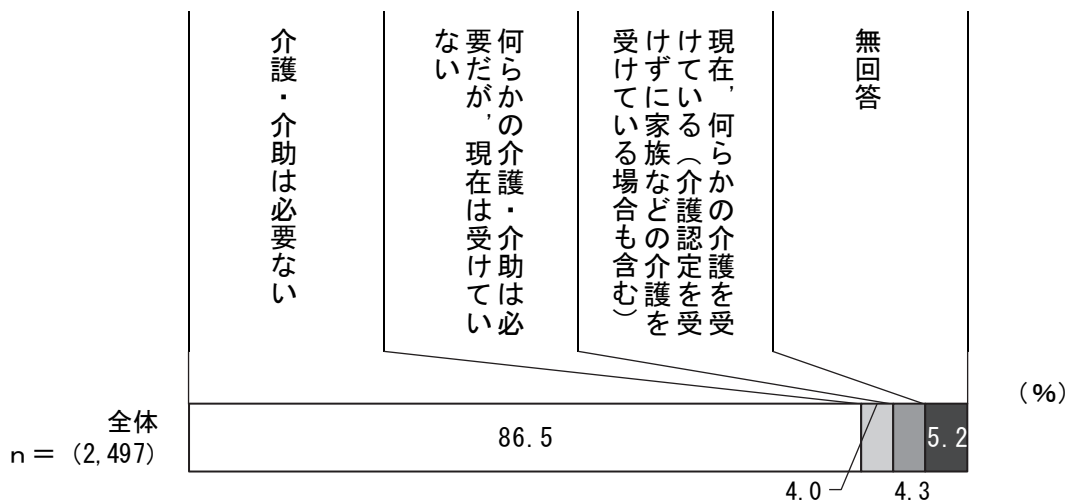 介護・介助は必要ない
何らかの介護・介助は必
要だが，現在は受けてい
ない
現在，何らかの介護を受
けている（介護認定を受
けずに家族などの介護を
受けている場合も含む）
無回答
（%）
全体
ｎ＝（2,497）
86.5
5.2
4.0
4.3